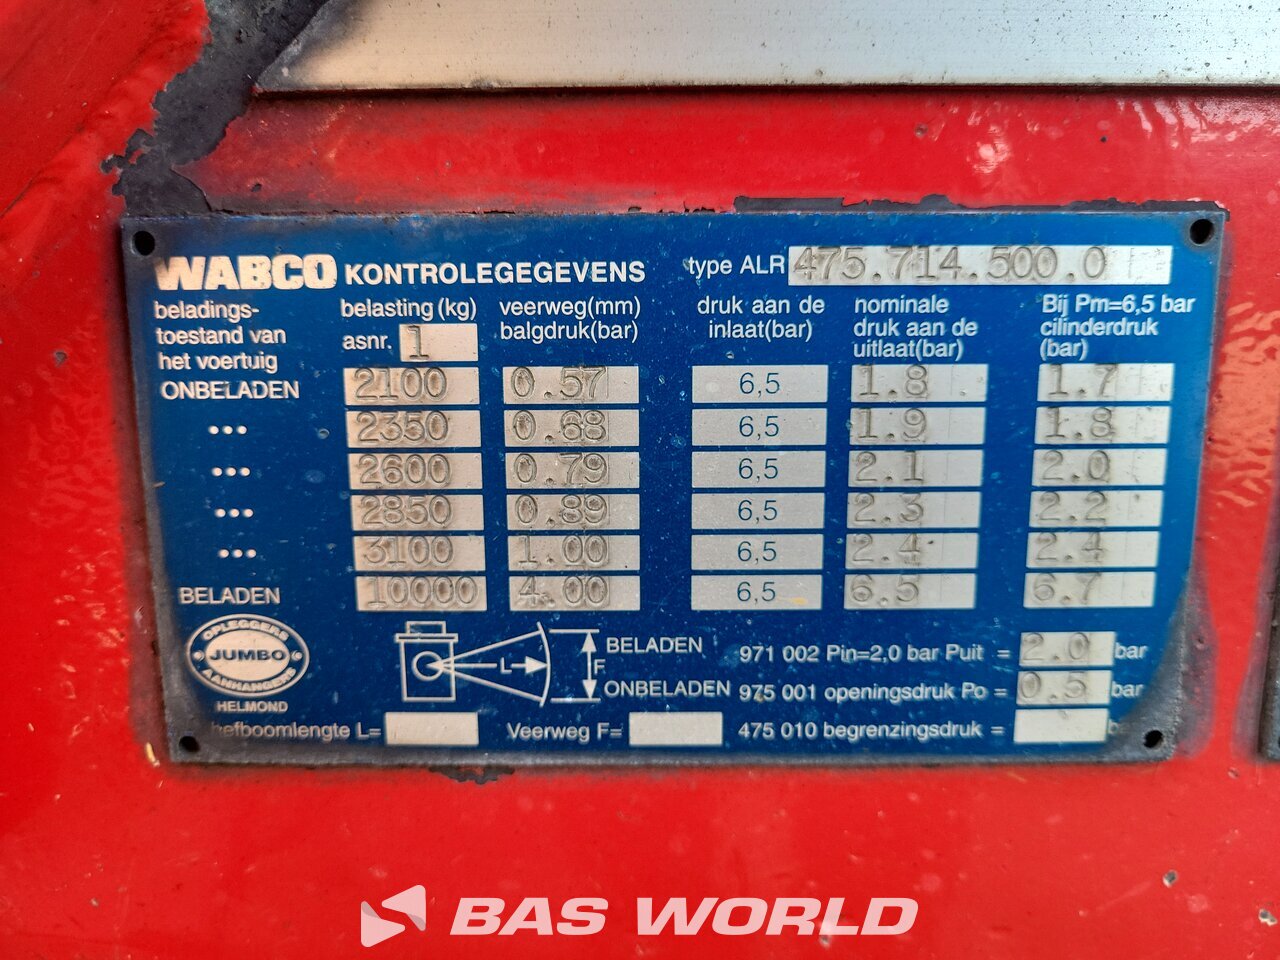 WABCO KONTROLEGEGEVENS type ALR 475.714.500.0
beladings-
toestand van
het voertuig
belasting (kg)
asnr. 1
veerweg(mm)
balgdruk(bar)
druk aan de
inlaat(bar)
nominale
druk aan de
uitlaat(bar)
Bij Pm=6,5 bar
cilinderdruk
(bar)
ONBELADEN 2100 0.57 6,5 1.8 1.7
... 2350 0.68 6,5 1.9 1.8
... 2600 0.79 6,5 2.1 2.0
... 2850 0.89 6,5 2.3 2.2
... 3100 1.00 6,5 2.4 2.4
BELADEN 10000 4.00 6,5 6.5 6.7
OPLEGGERS
JUMBO
AANHANGERS
HELMOND
L
F
BELADEN
ONBELADEN
971 002 Pin=2,0 bar Puit = 2.0 bar
975 001 openingsdruk Po = 0.5 bar
hefboomlengte L= Veerweg F= 475 010 begrenzingsdruk =
BAS WORLD